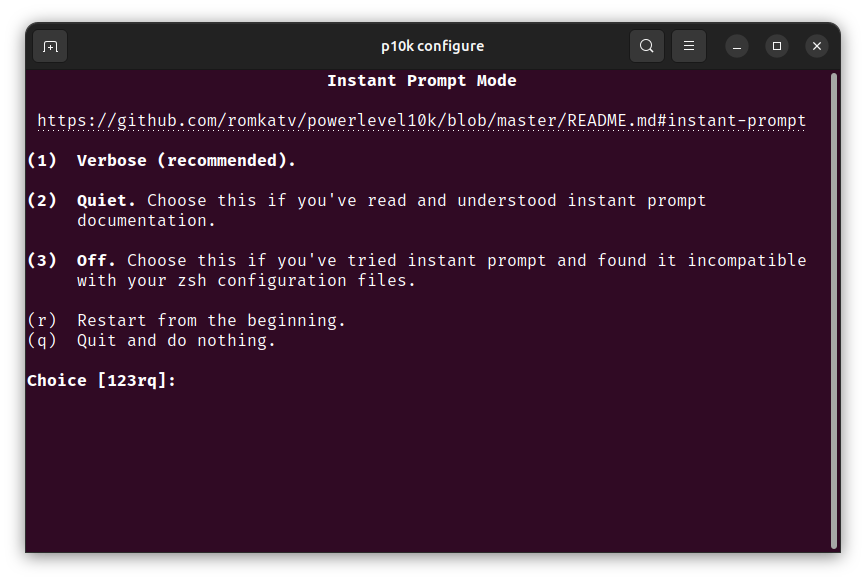 p10k configure
Instant Prompt Mode
https://github.com/romkatv/powerlevel10k/blob/master/README.md#instant-prompt
(1)  Verbose (recommended).
(2)  Quiet. Choose this if you've read and understood instant prompt
documentation.
(3)  Off. Choose this if you've tried instant prompt and found it incompatible
with your zsh configuration files.
(r)  Restart from the beginning.
(q)  Quit and do nothing.
Choice [123rq]: